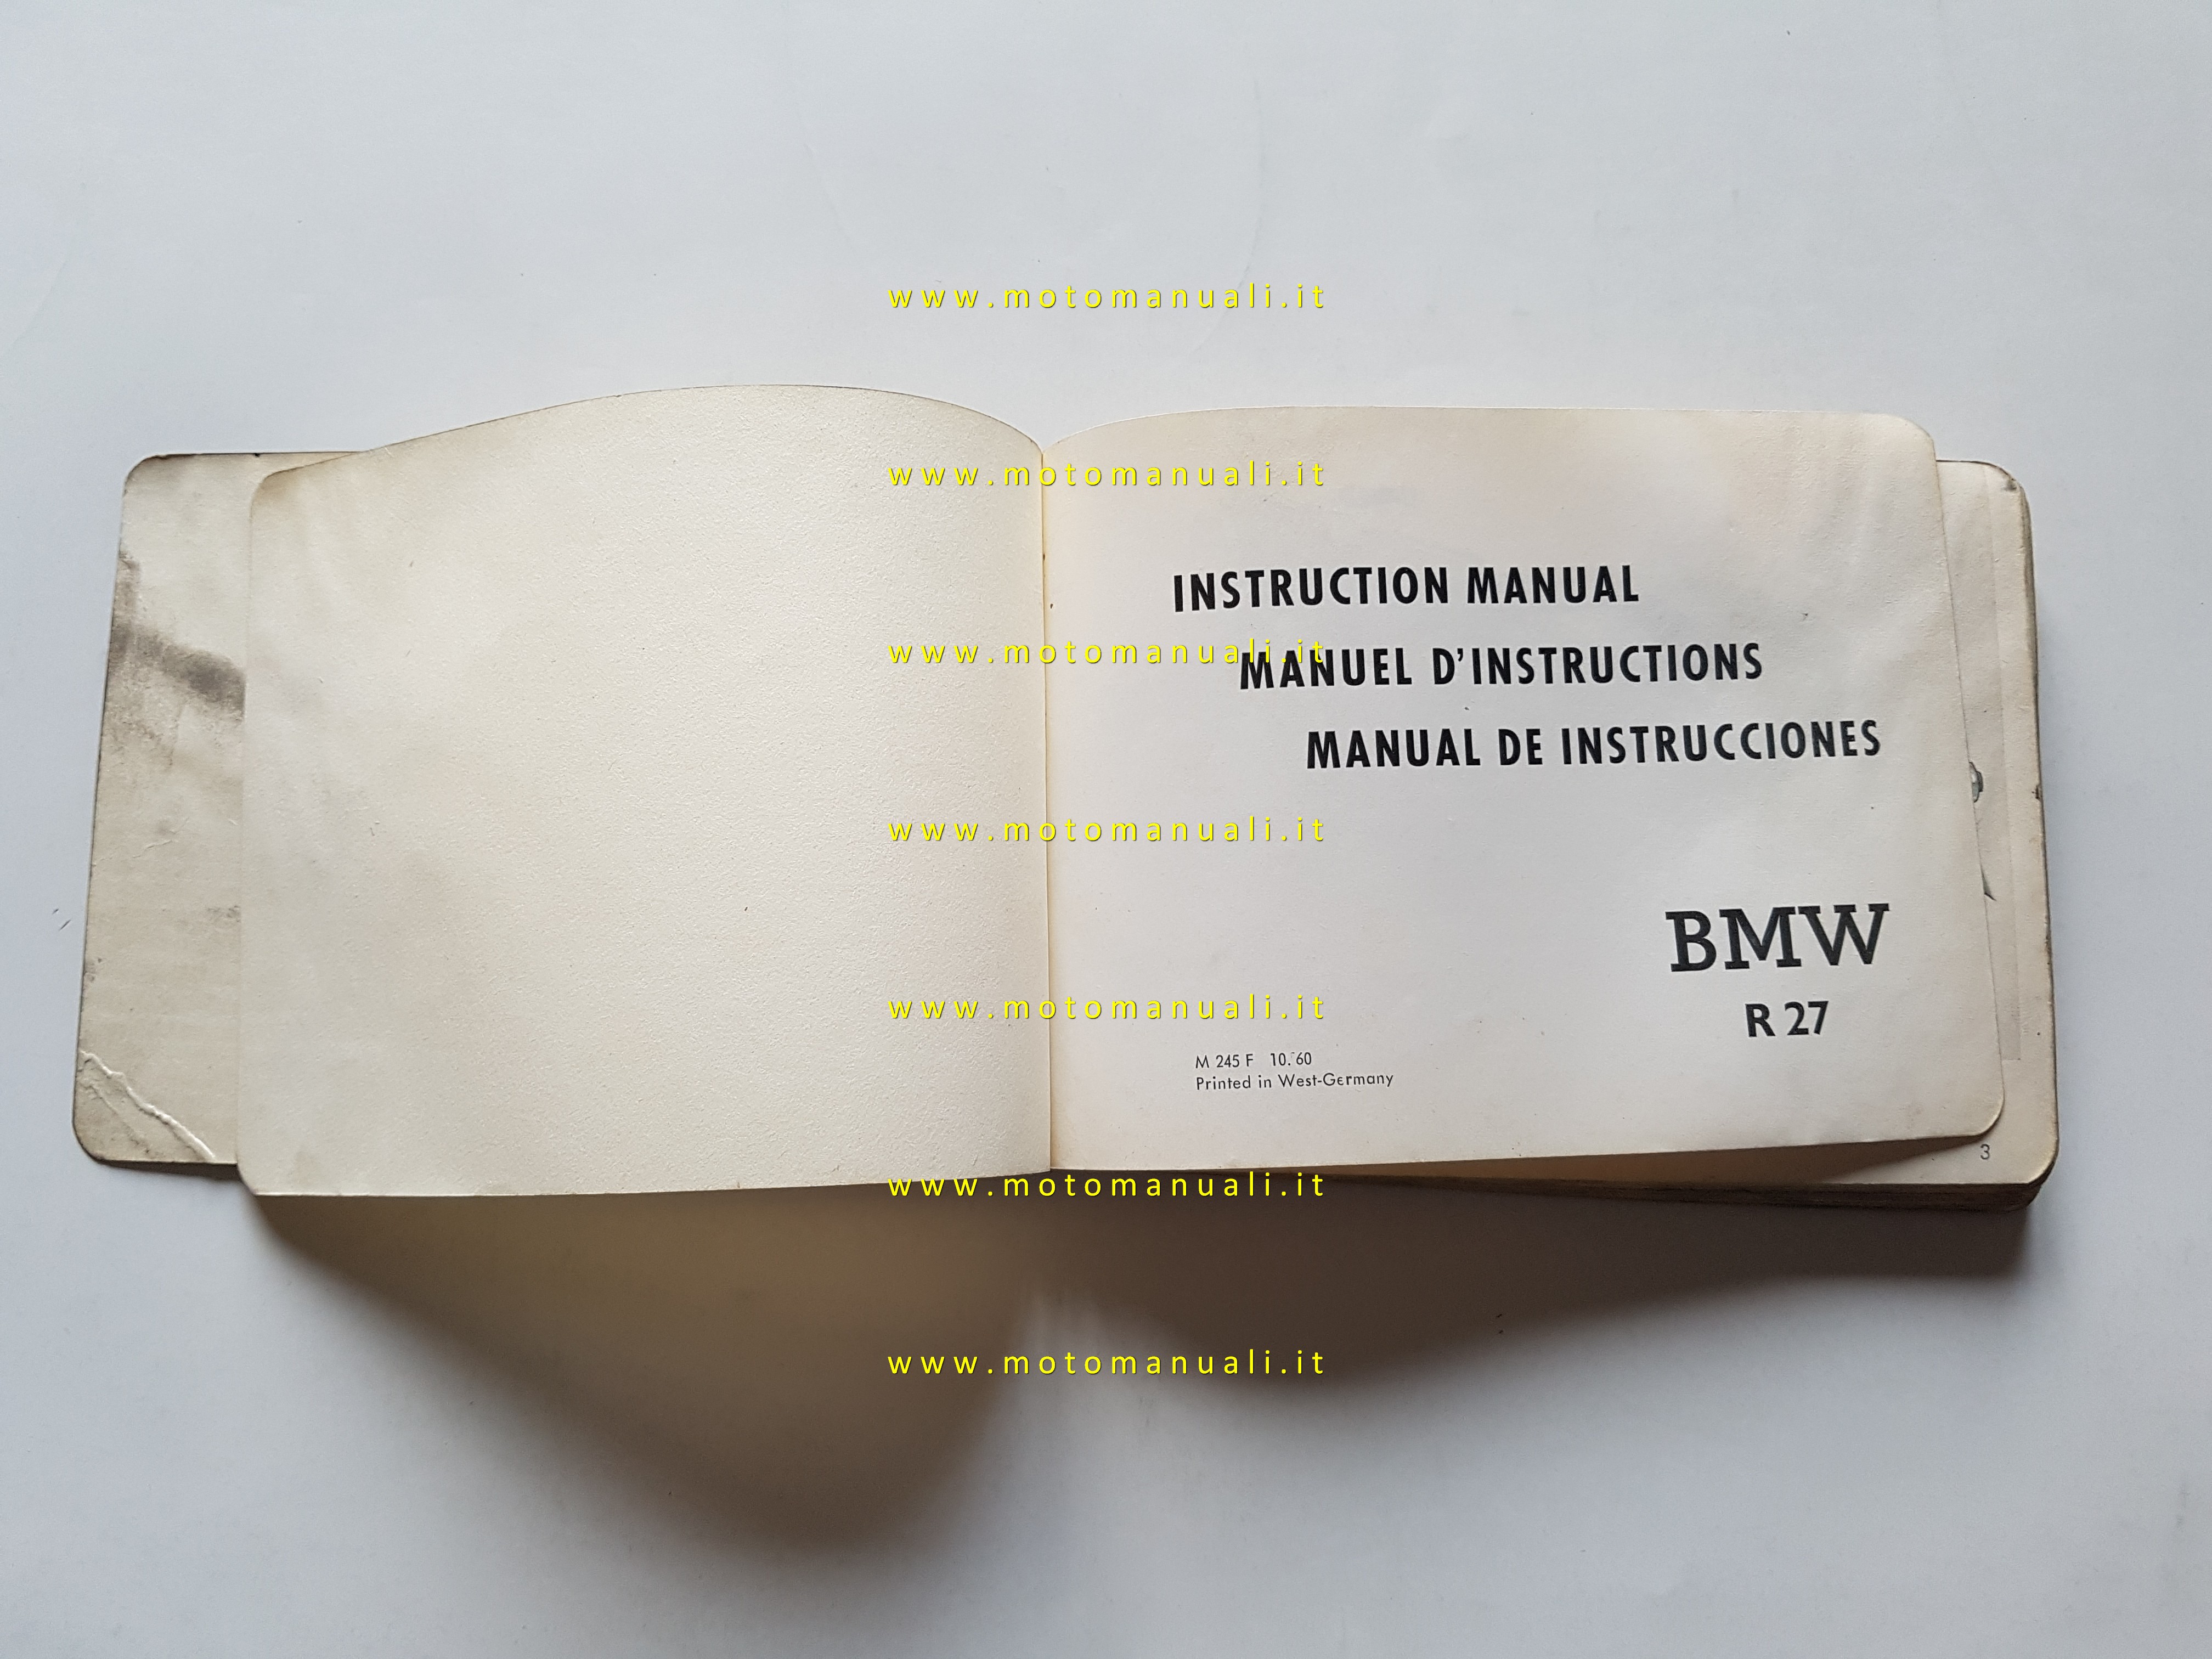 www.motomanuali.it
www.motomanuali.it
INSTRUCTION MANUAL
www.motomanuali.it
MANUEL D'INSTRUCTIONS
MANUAL DE INSTRUCCIONES
www.motomanuali.it
BMW
www.motomanuali.it
R 27
M 245 F 10. 60
Printed in West-Germany
3
www.motomanuali.it
www.motomanuali.it